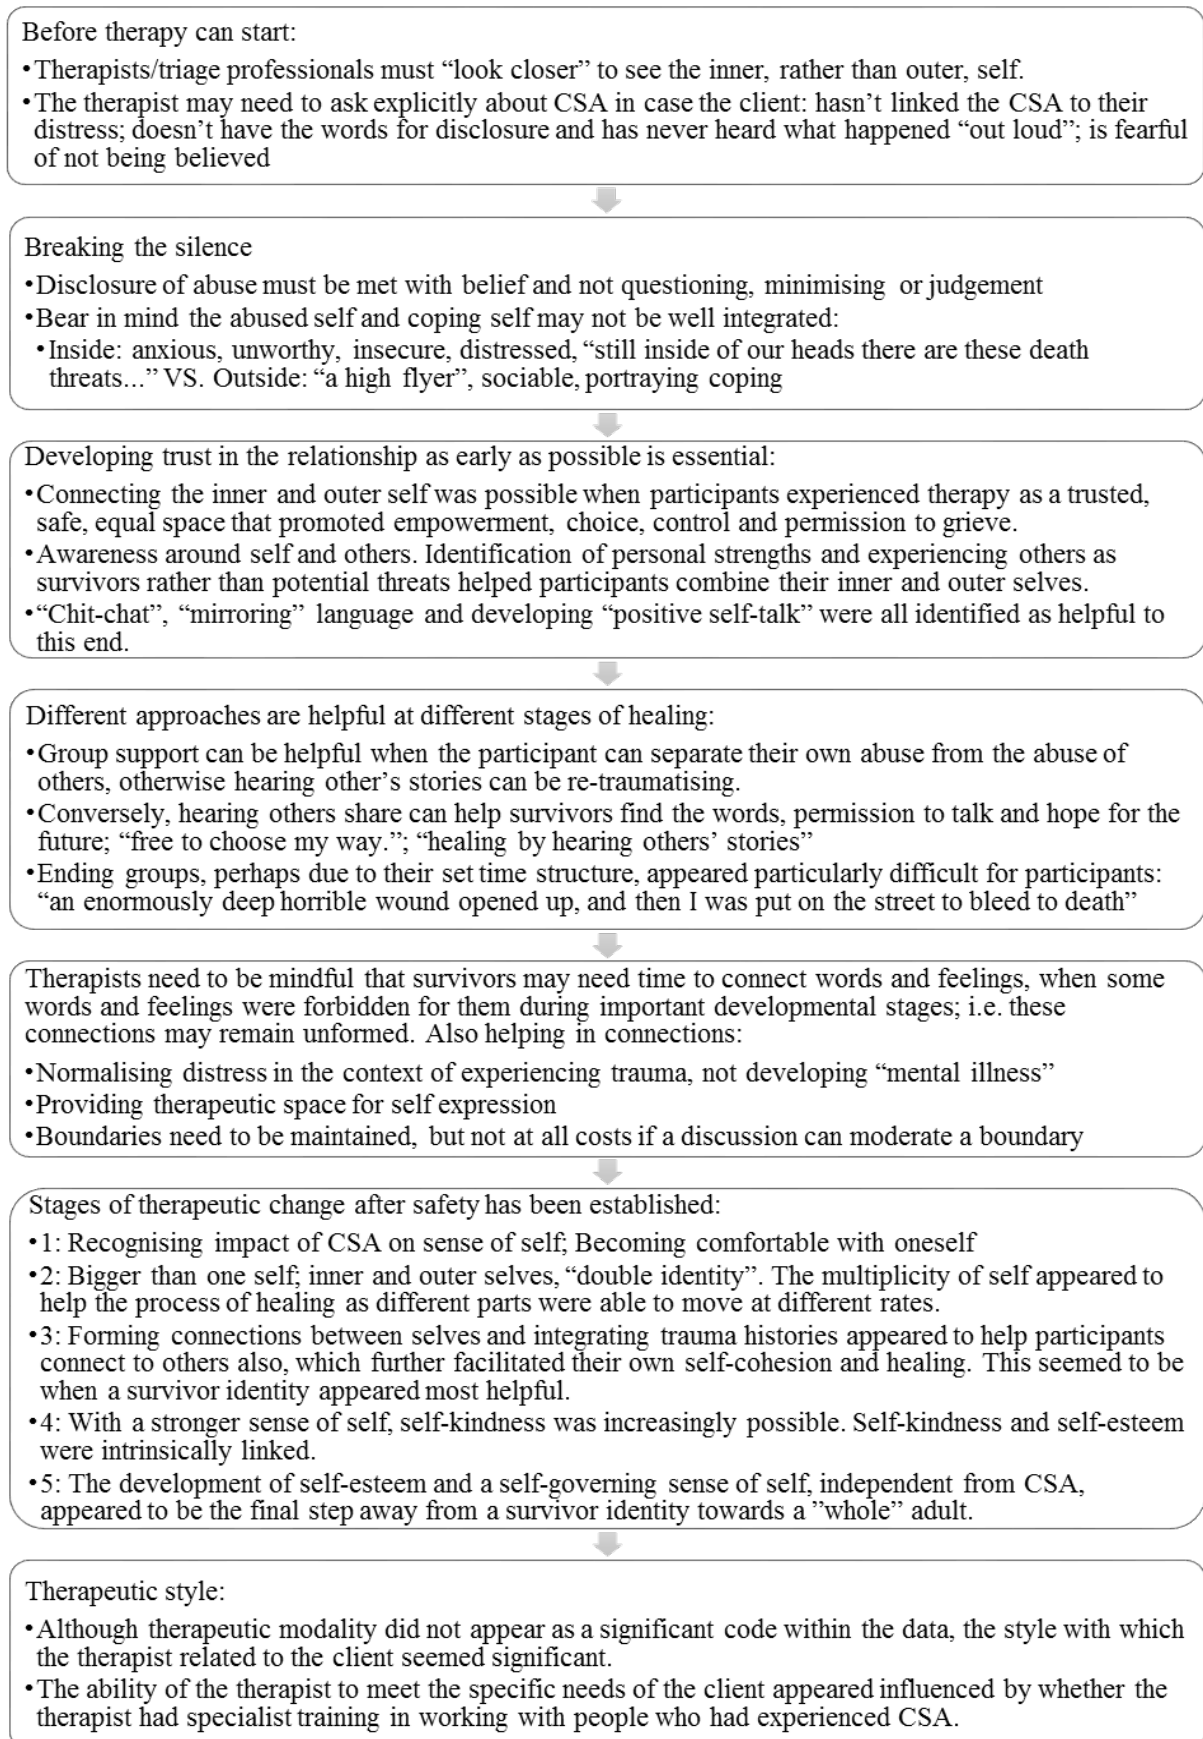 Before therapy can start:
•Therapists/triage professionals must “look closer” to see the inner, rather than outer, self.
•The therapist may need to ask explicitly about CSA in case the client: hasn’t linked the CSA to their
distress; doesn’t have the words for disclosure and has never heard what happened “out loud”; is fearful
of not being believed
Breaking the silence
•Disclosure of abuse must be met with belief and not questioning, minimising or judgement
•Bear in mind the abused self and coping self may not be well integrated:
•Inside: anxious, unworthy, insecure, distressed, “still inside of our heads there are these death
threats…” VS. Outside: “a high flyer”, sociable, portraying coping
Developing trust in the relationship as early as possible is essential:
•Connecting the inner and outer self was possible when participants experienced therapy as a trusted,
safe, equal space that promoted empowerment, choice, control and permission to grieve.
•Awareness around self and others. Identification of personal strengths and experiencing others as
survivors rather than potential threats helped participants combine their inner and outer selves.
•“Chit-chat”, “mirroring” language and developing “positive self-talk” were all identified as helpful to
this end.
Different approaches are helpful at different stages of healing:
•Group support can be helpful when the participant can separate their own abuse from the abuse of
others, otherwise hearing other’s stories can be re-traumatising.
•Conversely, hearing others share can help survivors find the words, permission to talk and hope for the
future; “free to choose my way.”; “healing by hearing others’ stories”
•Ending groups, perhaps due to their set time structure, appeared particularly difficult for participants:
“an enormously deep horrible wound opened up, and then I was put on the street to bleed to death”
Therapists need to be mindful that survivors may need time to connect words and feelings, when some
words and feelings were forbidden for them during important developmental stages; i.e. these
connections may remain unformed. Also helping in connections:
•Normalising distress in the context of experiencing trauma, not developing “mental illness”
•Providing therapeutic space for self expression
•Boundaries need to be maintained, but not at all costs if a discussion can moderate a boundary
Stages of therapeutic change after safety has been established:
•1: Recognising impact of CSA on sense of self; Becoming comfortable with oneself
•2: Bigger than one self; inner and outer selves, “double identity”. The multiplicity of self appeared to
help the process of healing as different parts were able to move at different rates.
•3: Forming connections between selves and integrating trauma histories appeared to help participants
connect to others also, which further facilitated their own self-cohesion and healing. This seemed to be
when a survivor identity appeared most helpful.
•4: With a stronger sense of self, self-kindness was increasingly possible. Self-kindness and self-esteem
were intrinsically linked.
•5: The development of self-esteem and a self-governing sense of self, independent from CSA,
appeared to be the final step away from a survivor identity towards a ”whole” adult.
Therapeutic style:
•Although therapeutic modality did not appear as a significant code within the data, the style with which
the therapist related to the client seemed significant.
•The ability of the therapist to meet the specific needs of the client appeared influenced by whether the
therapist had specialist training in working with people who had experienced CSA.